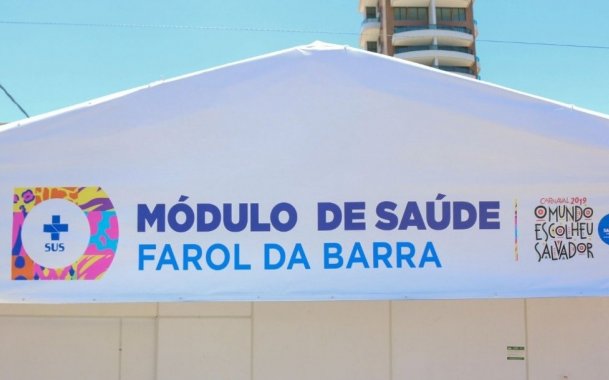 SUS
MÓDULO DE SAÚDE
FAROL DA BARRA
CARNAVAL 2019
O MUNDO
ESCOLHEU
SALVADOR